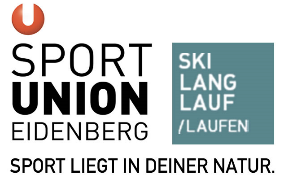 SPORT
UNION
EIDENBERG
SKI
LANG
LAUF
/LAUFEN
SPORT LIEGT IN DEINER NATUR.